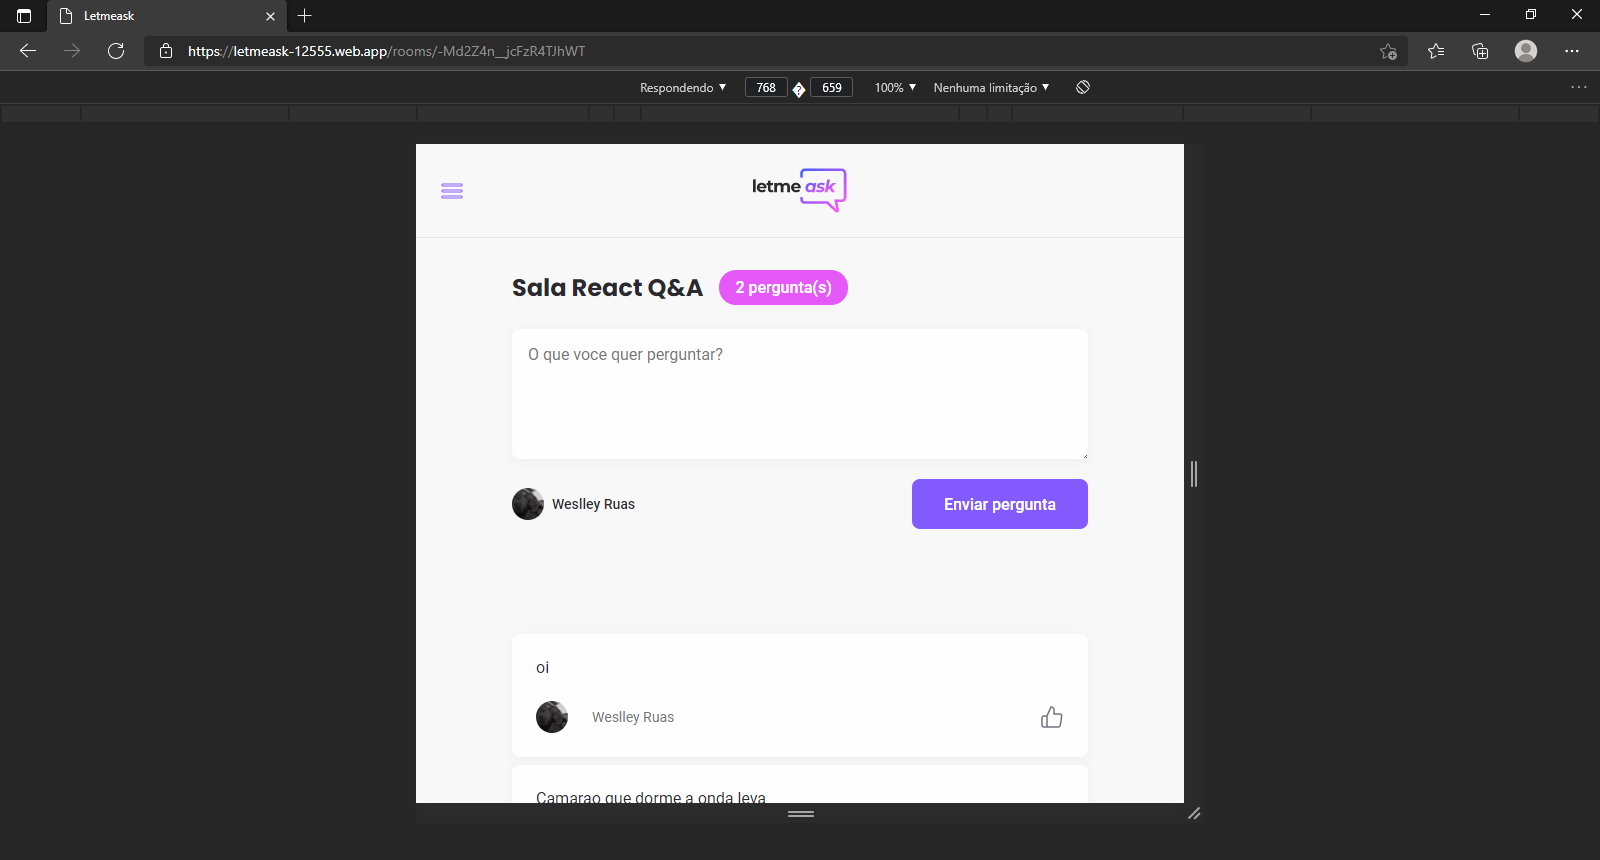 Letmeask
https://letmeask-12555.web.app/rooms/-Md2Z4n__jcFzR4TJhWT
Respondendo 768 ? 659 100% Nenhuma limitação
letme ask
Sala React Q&A 2 pergunta(s)
O que voce quer perguntar?
Weslley Ruas Enviar pergunta
oi
Weslley Ruas
Camarao que dorme a onda leva